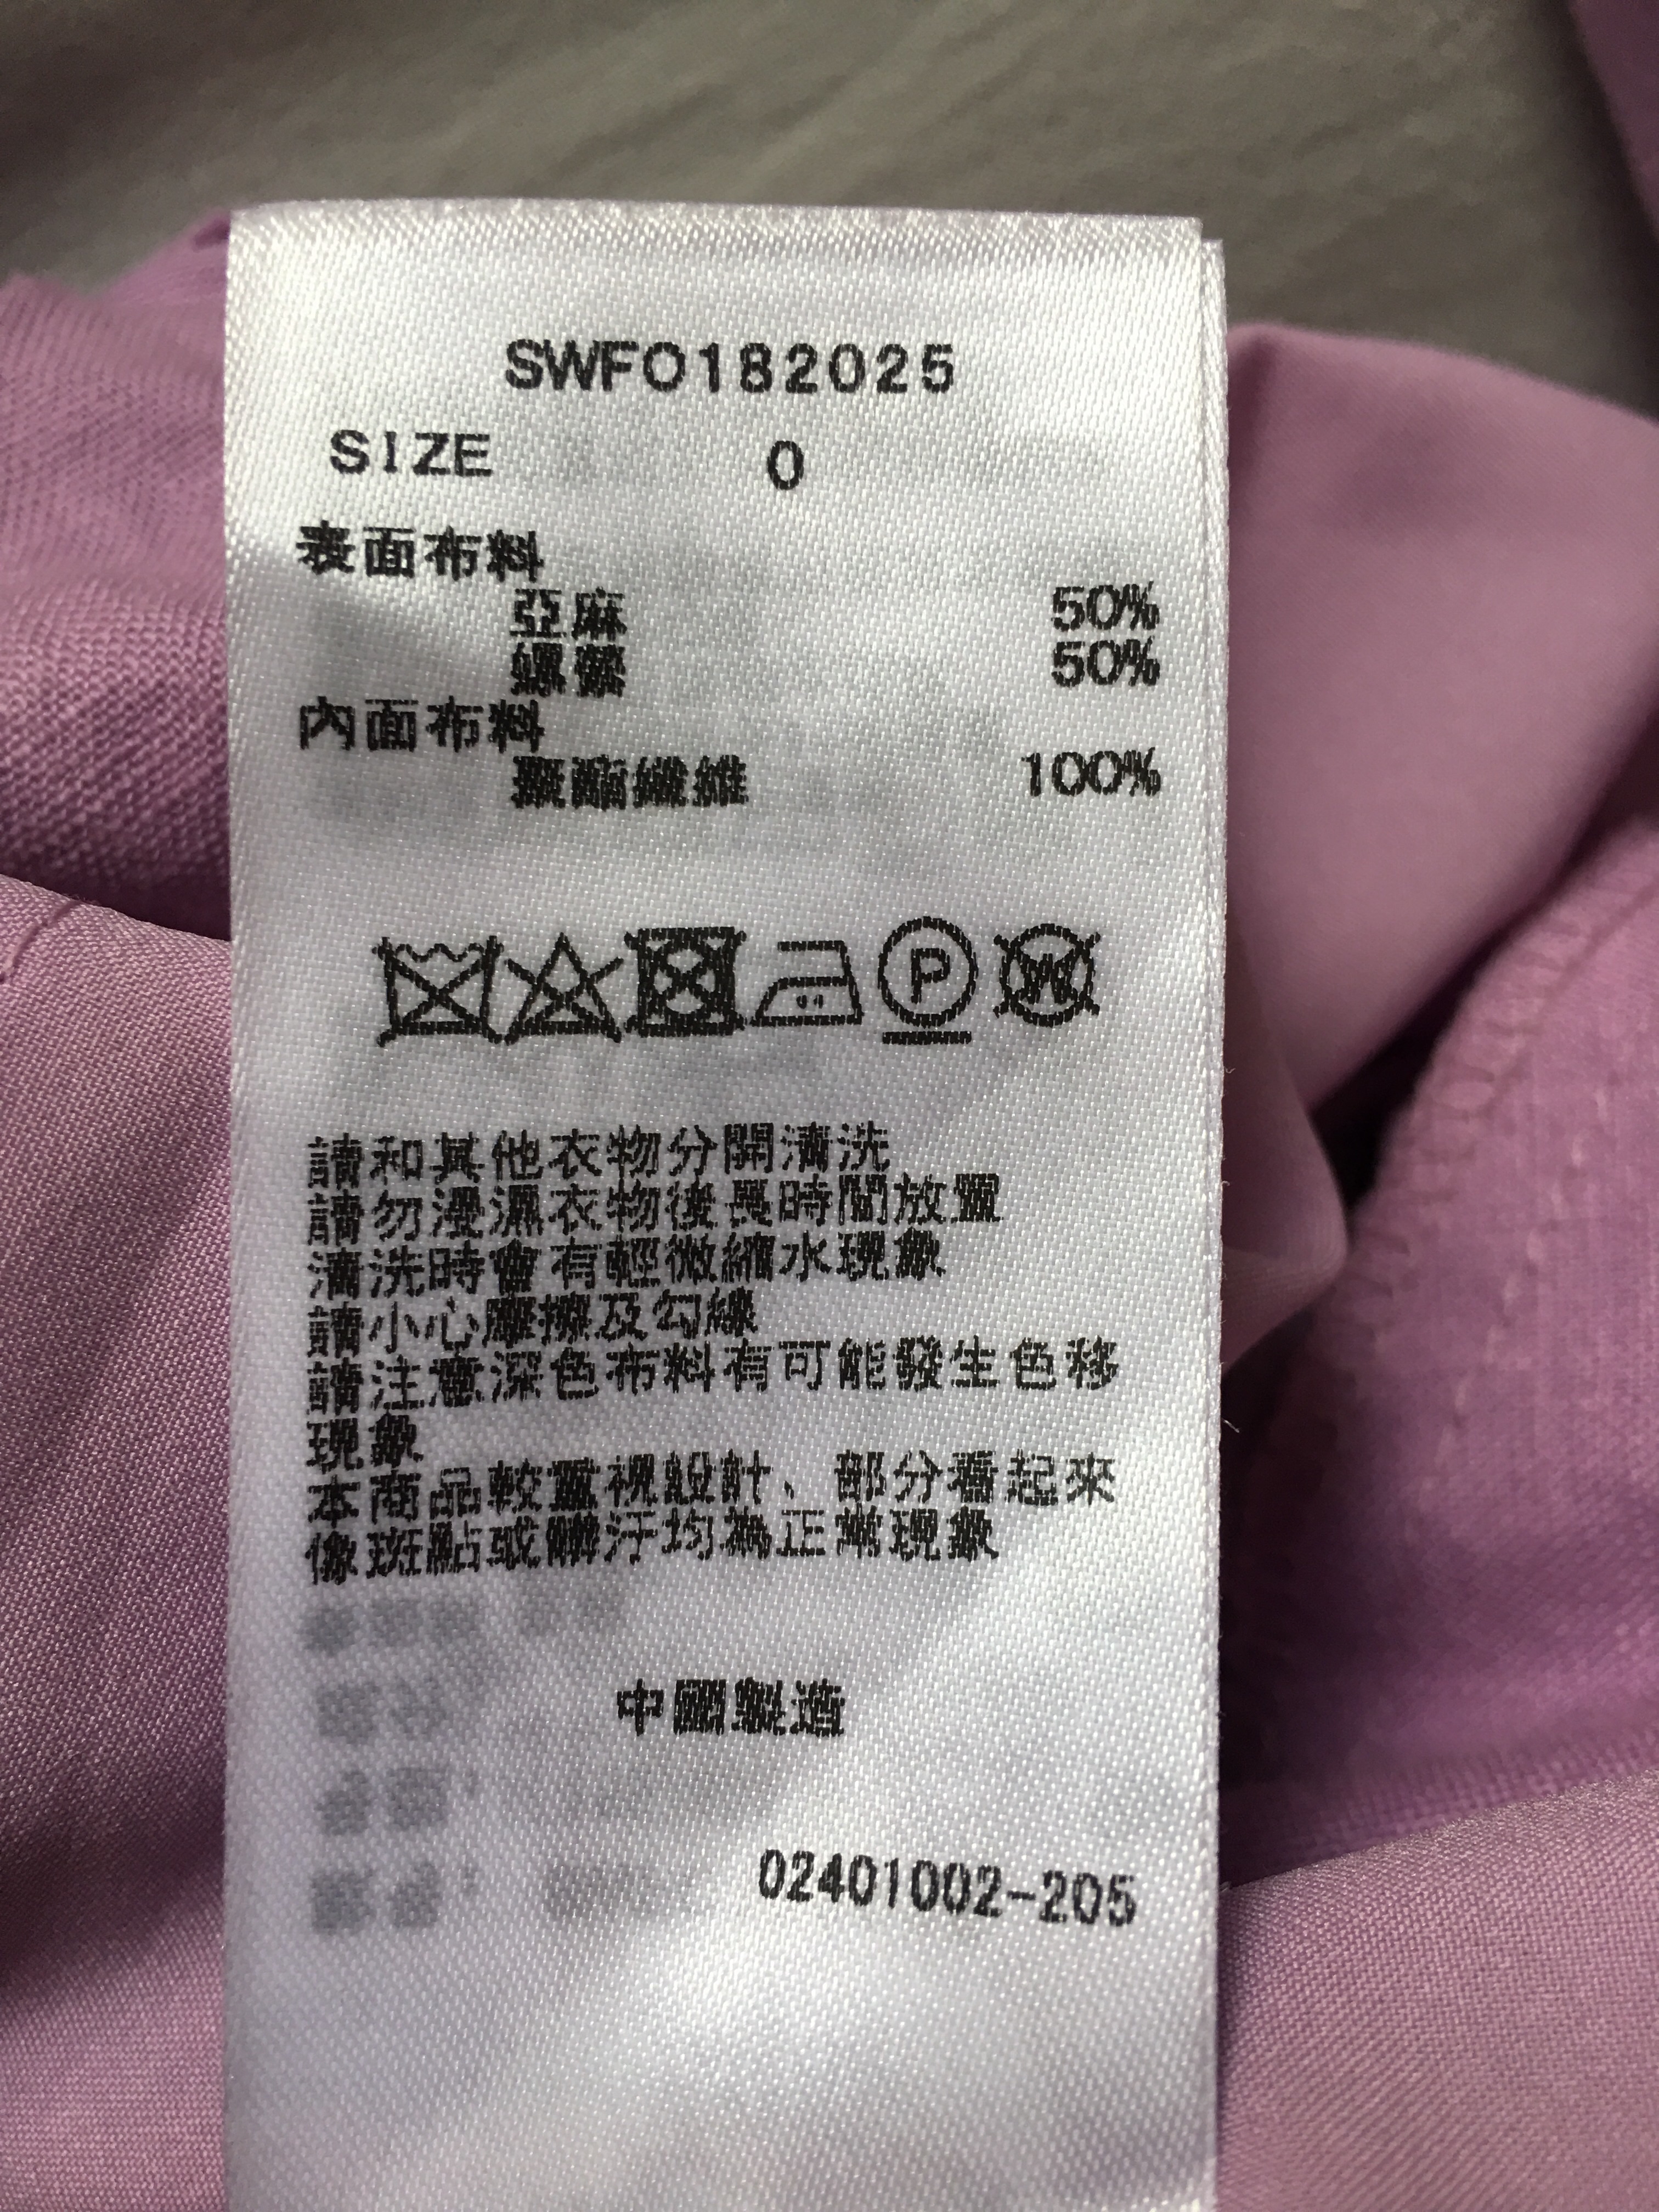 SWFO182025
SIZE 0
表面布料
亞麻 50%
嫘縈 50%
內面布料
聚酯纖維 100%
P W
請和其他衣物分開清洗
請勿浸濕衣物後長時間放置
清洗時會有輕微縮水現象
請小心摩擦及勾線
請注意深色布料有可能發生色移
現象
本商品較重視設計、部分看起來
像斑點或髒汙均為正常現象
中國製造
02401002-205